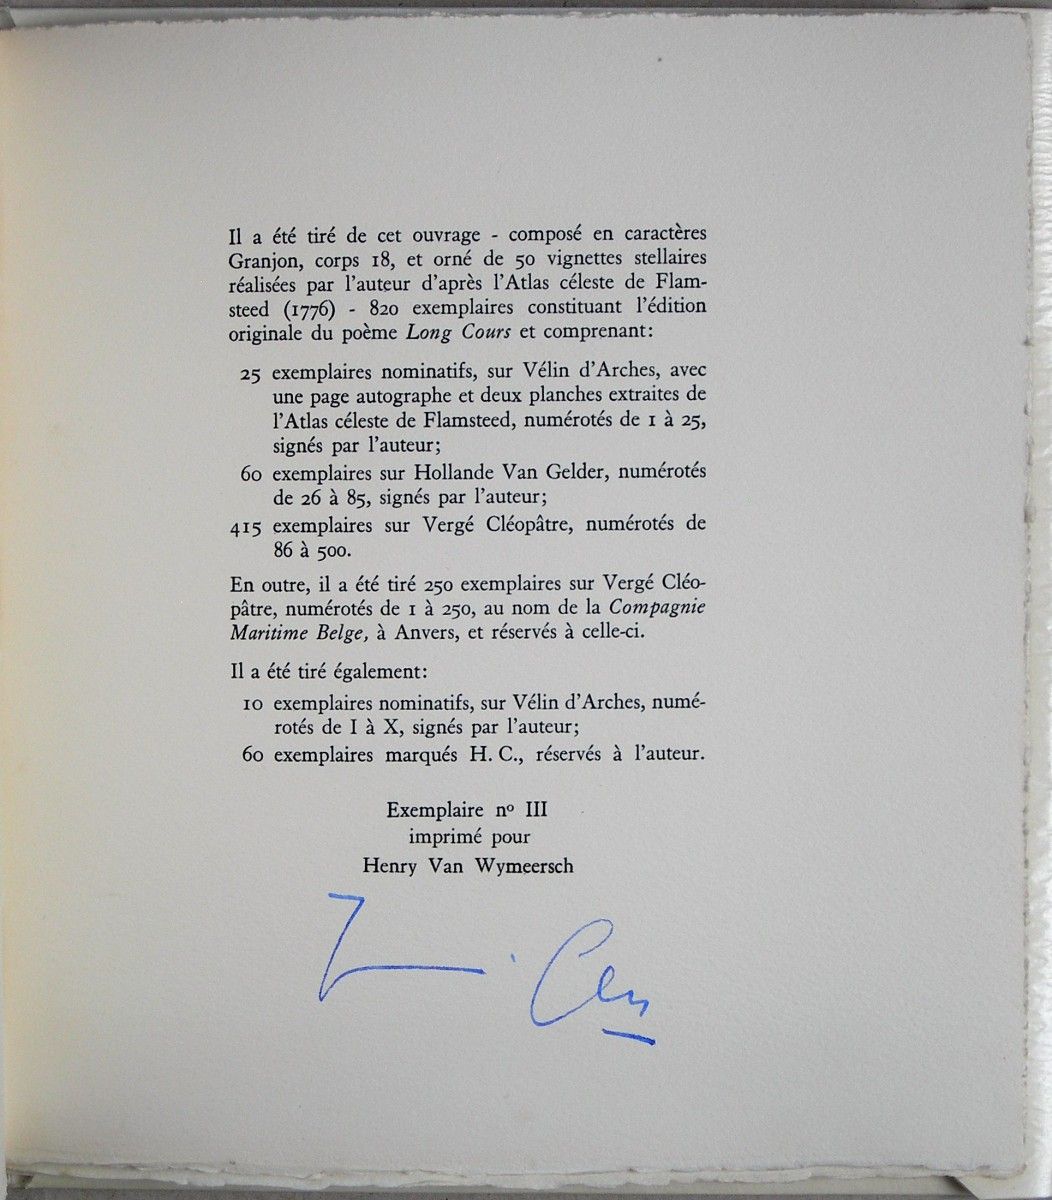 Il a été tiré de cet ouvrage - composé en caractères
Granjon, corps 18, et orné de 50 vignettes stellaires
réalisées par l'auteur d'après l'Atlas céleste de Flam-
steed (1776) - 820 exemplaires constituant l'édition
originale du poème Long Cours et comprenant:
25 exemplaires nominatifs, sur Vélin d'Arches, avec
une page autographe et deux planches extraites de
l'Atlas céleste de Flamsteed, numérotés de 1 à 25,
signés par l'auteur;
60 exemplaires sur Hollande Van Gelder, numérotés
de 26 à 85, signés par l'auteur;
415 exemplaires sur Vergé Cléopâtre, numérotés de
86 à 500.
En outre, il a été tiré 250 exemplaires sur Vergé Cléo-
pâtre, numérotés de 1 à 250, au nom de la Compagnie
Maritime Belge, à Anvers, et réservés à celle-ci.
Il a été tiré également:
10 exemplaires nominatifs, sur Vélin d'Arches, numé-
rotés de I à X, signés par l'auteur;
60 exemplaires marqués H. C., réservés à l'auteur.
Exemplaire nº III
imprimé pour
Henry Van Wymeersch